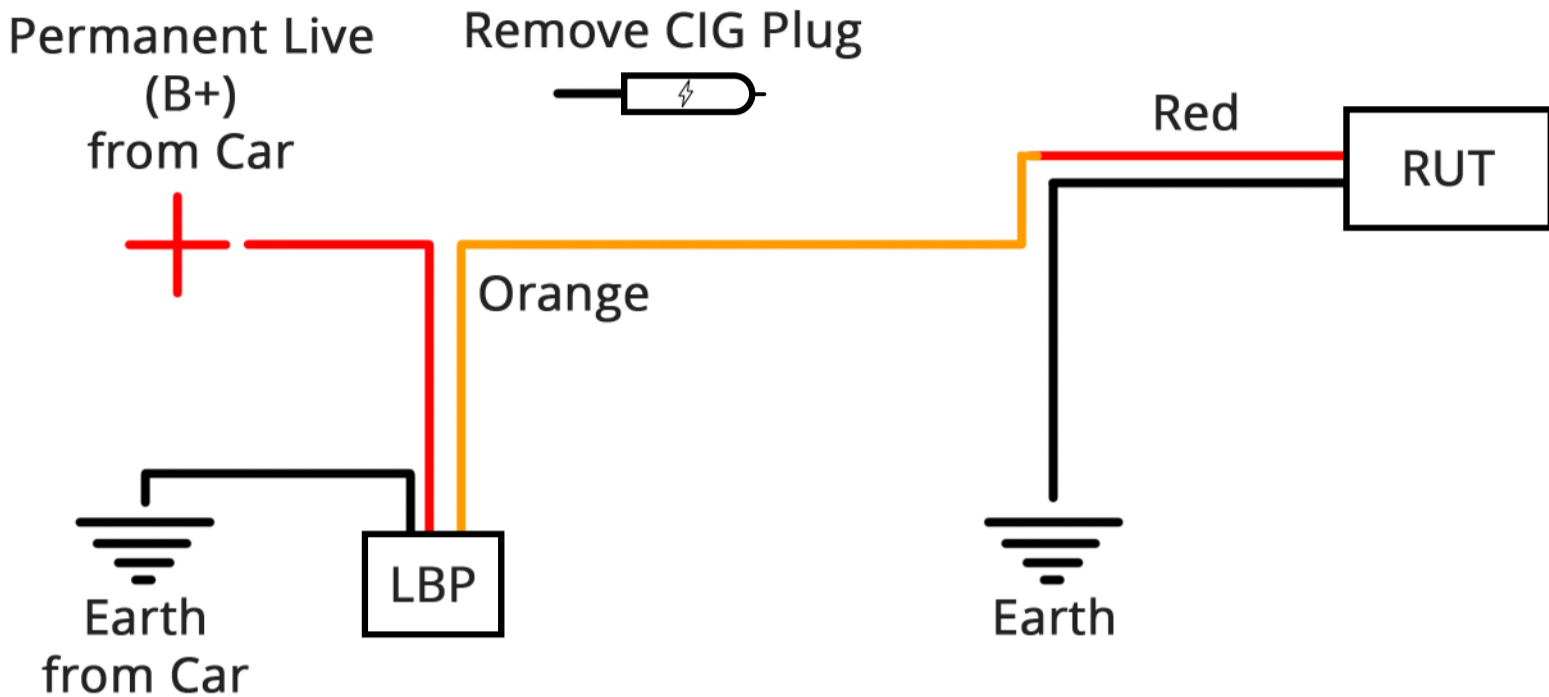 Permanent Live
(B+)
from Car
Remove CIG Plug
Red
RUT
Orange
LBP
Earth
from Car
Earth